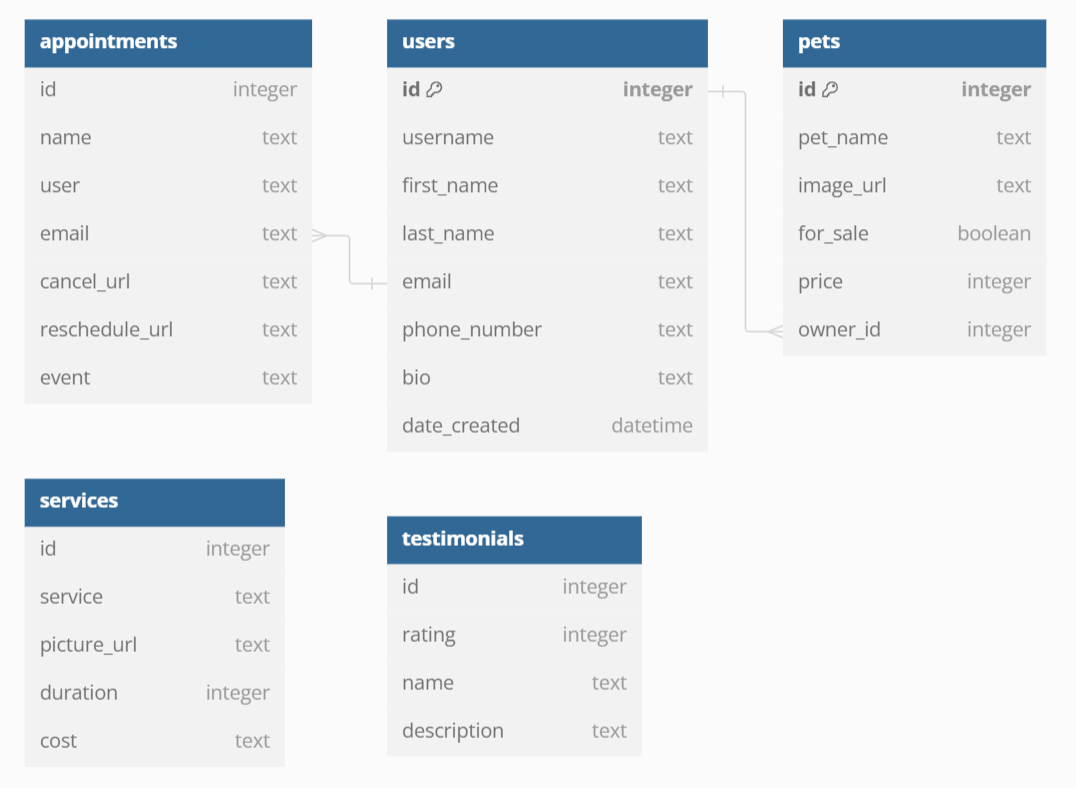 appointments
id integer
name text
user text
email text
cancel_url text
reschedule_url text
event text
users
id integer
username text
first_name text
last_name text
email text
phone_number text
bio text
date_created datetime
pets
id integer
pet_name text
image_url text
for_sale boolean
price integer
owner_id integer
services
id integer
service text
picture_url text
duration integer
cost text
testimonials
id integer
rating integer
name text
description text